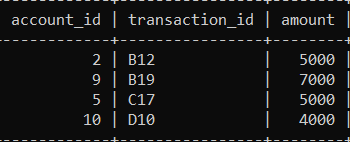 account_id | transaction_id | amount |
-----------+----------------+--------+
2 | B12 | 5000 |
9 | B19 | 7000 |
5 | C17 | 5000 |
10 | D10 | 4000 |